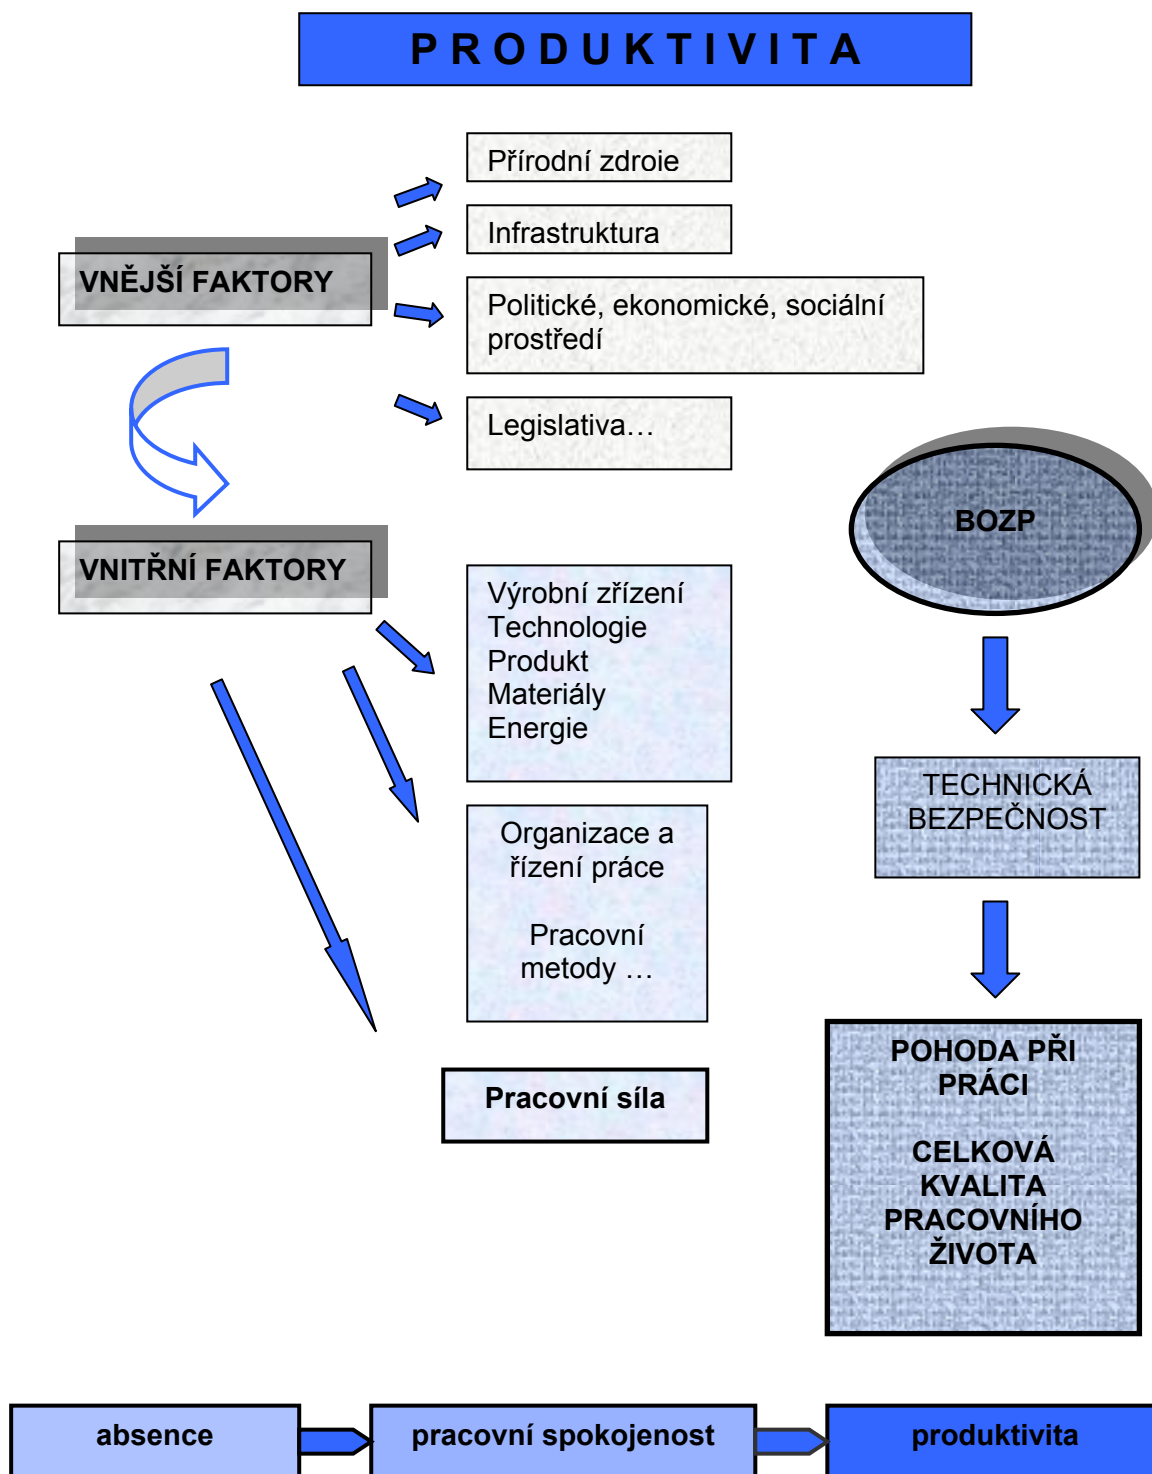 P R O D U K T I V I T A
Přírodní zdroie
Infrastruktura
VNĚJŠÍ FAKTORY
Politické, ekonomické, sociální
prostředí
Legislativa…
BOZP
VNITŘNÍ FAKTORY
Výrobní zřízení
Technologie
Produkt
Materiály
Energie
TECHNICKÁ
BEZPEČNOST
Organizace a
řízení práce
Pracovní
metody …
Pracovní síla
POHODA PŘI
PRÁCI
CELKOVÁ
KVALITA
PRACOVNÍHO
ŽIVOTA
absence
pracovní spokojenost
produktivita